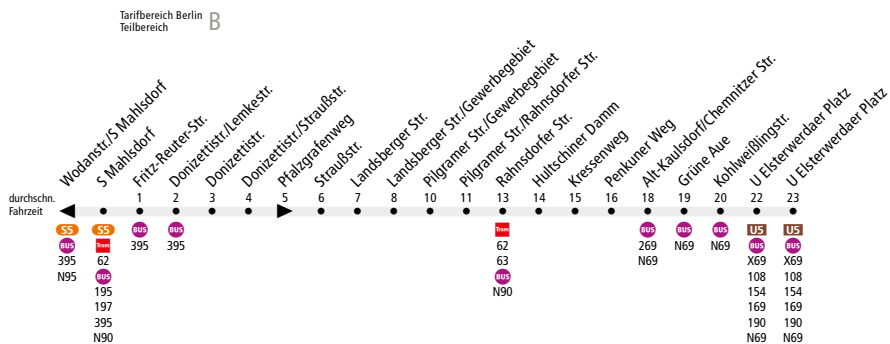 Tarifbereich Berlin
Teilbereich
B
Wodanstr./S Mahlsdorf
S Mahlsdorf
Fritz-Reuter-Str.
Donizettistr./Lemkestr.
Donizettistr.
Donizettistr./Straußstr.
Pfalzgrafenweg
Straußstr.
Landsberger Str.
Landsberger Str./Gewerbegebiet
Pilgramer Str./Gewerbegebiet
Pilgramer Str./Rahnsdorfer Str.
Rahnsdorfer Str.
Hultschiner Damm
Kressenweg
Penkuner Weg
Alt-Kaulsdorf/Chemnitzer Str.
Grüne Aue
Kohlweißlingstr.
U Elsterwerdaer Platz
U Elsterwerdaer Platz
durchschn. 1 2 3 4 5 6 7 8 10 11 13 14 15 16 18 19 20 22 23
Fahrzeit
S5 S5 BUS BUS Tram BUS BUS BUS U5 U5
BUS Tram 395 395 62 269 N69 N69 BUS BUS
395 62 63 N69 X69 X69
N95 BUS BUS 108 108
195 N90 154 154
197 169 169
395 190 190
N90 N69 N69